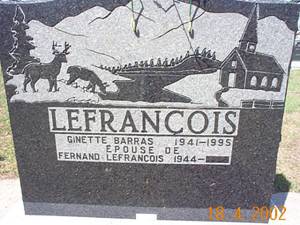 LEFRANCOIS
GINETTE BARRAS 1941-1995
EPOUSE DE
FERNAND LEFRANCOIS 1944-
18.4.2002